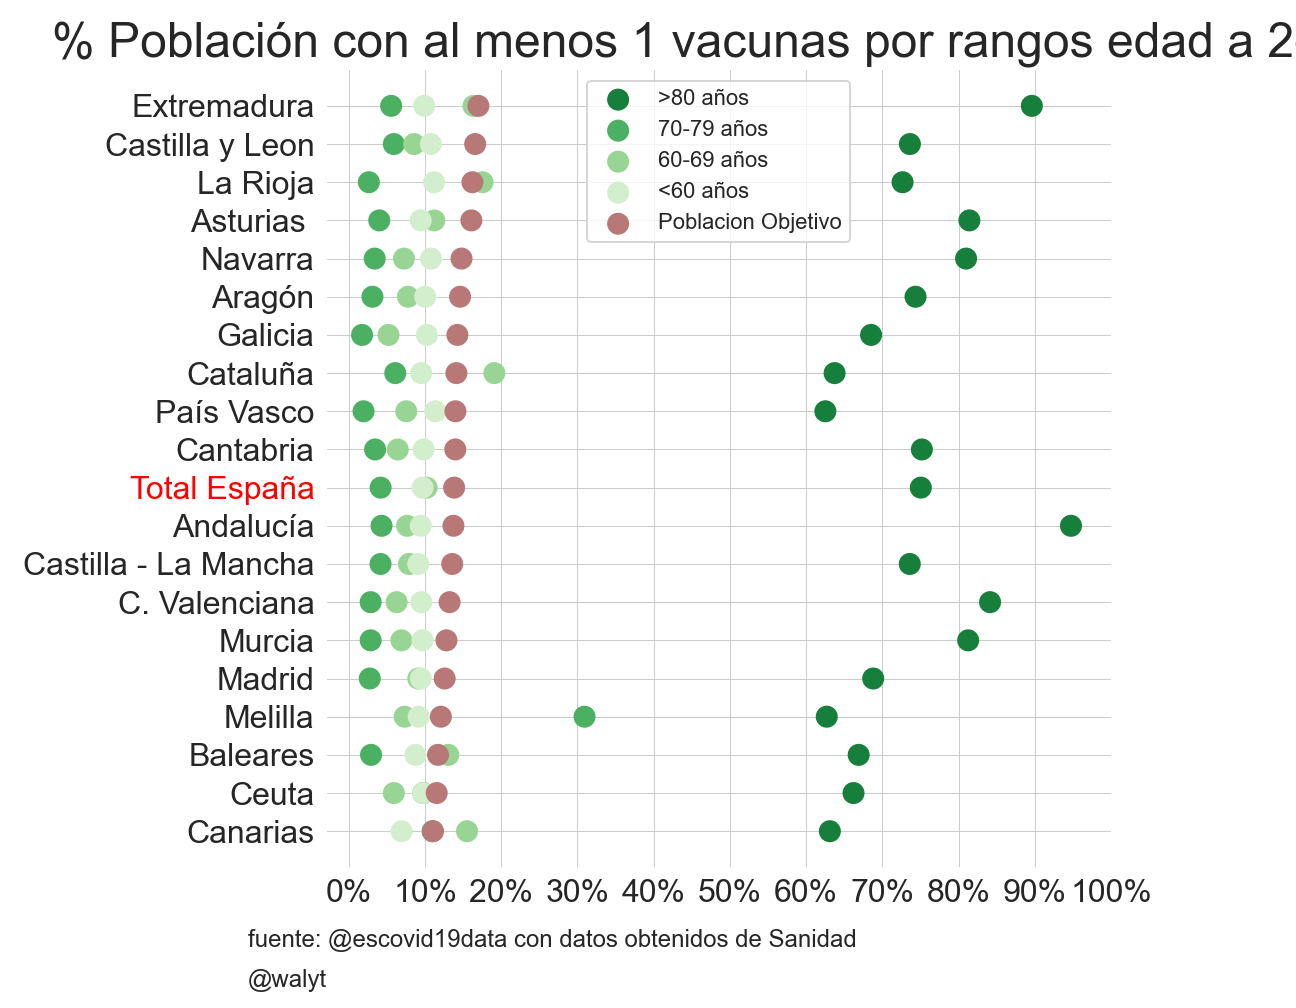 % Población con al menos 1 vacunas por rangos edad a 2
>80 años
70-79 años
60-69 años
<60 años
Poblacion Objetivo
Extremadura
Castilla y Leon
La Rioja
Asturias
Navarra
Aragón
Galicia
Cataluña
País Vasco
Cantabria
Total España
Andalucía
Castilla - La Mancha
C. Valenciana
Murcia
Madrid
Melilla
Baleares
Ceuta
Canarias
0% 10% 20% 30% 40% 50% 60% 70% 80% 90% 100%
fuente: @escovid19data con datos obtenidos de Sanidad
@walyt